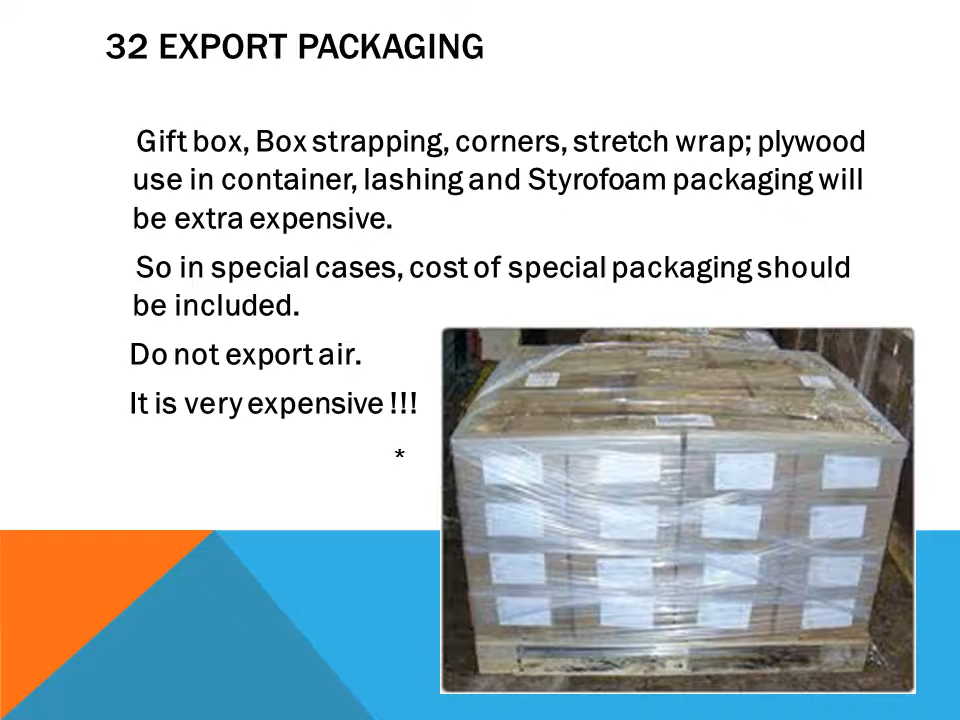 32 EXPORT PACKAGING
Gift box, Box strapping, corners, stretch wrap; plywood
use in container, lashing and Styrofoam packaging will
be extra expensive.
So in special cases, cost of special packaging should
be included.
Do not export air.
It is very expensive !!!
*